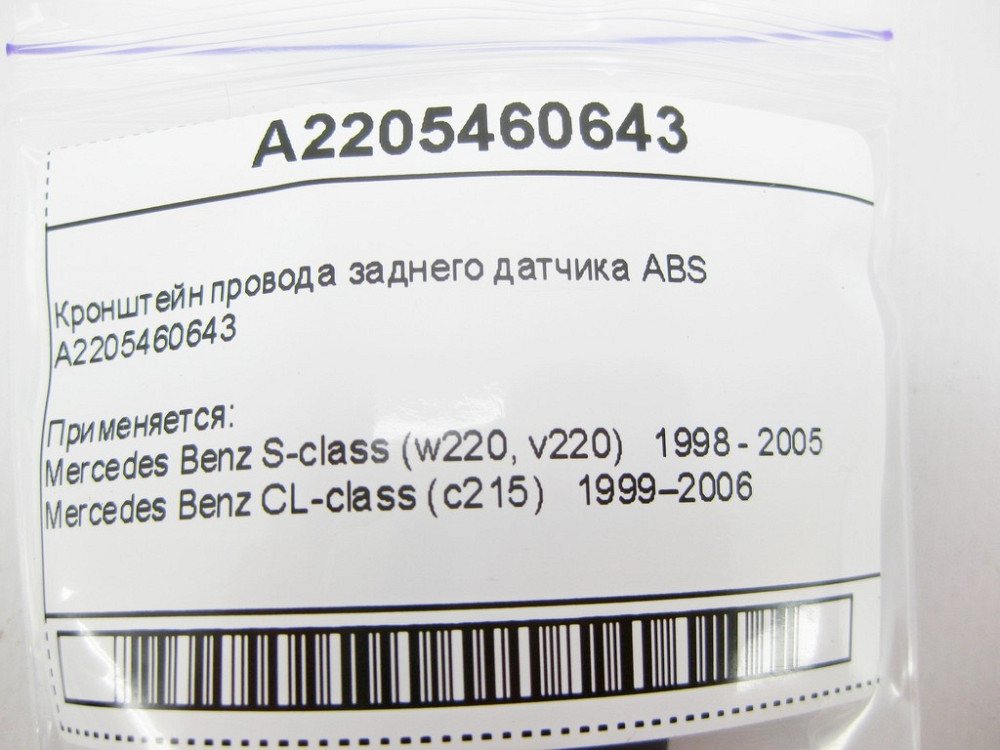 A2205460643
Кронштейн провода заднего датчика ABS
A2205460643
Применяется:
Mercedes Benz S-class (w220, v220) 1998 - 2005
Mercedes Benz CL-class (c215) 1999–2006